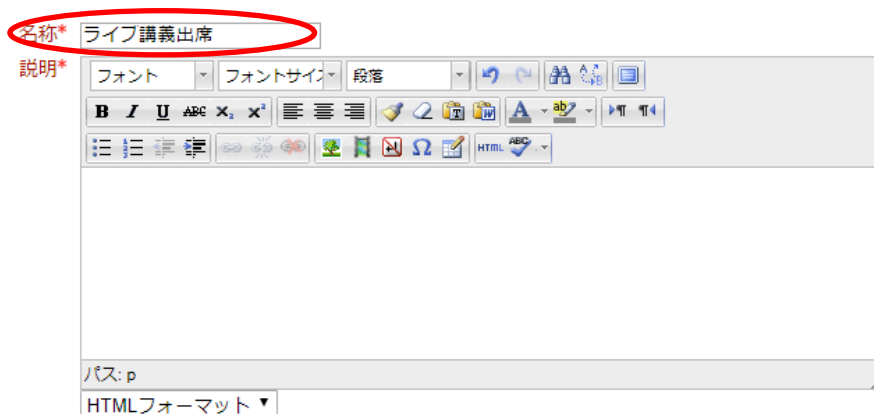 名称* ライブ講義出席
説明*
フォント フォントサイズ 段落
B I U ABC X₂ X²  T W A ab
HTML ABC
パス: p
HTMLフォーマット ▼